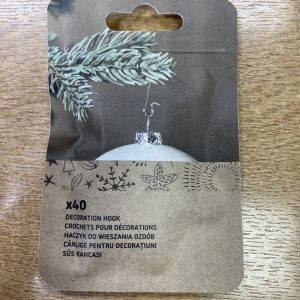 x40
DECORATION HOOK
CROCHETS POUR DÉCORATIONS
HACZYK DO WIESZANIA OZDÓB
CÂRLIGE PENTRU DECORAȚIUNI
SÜS KANCASI